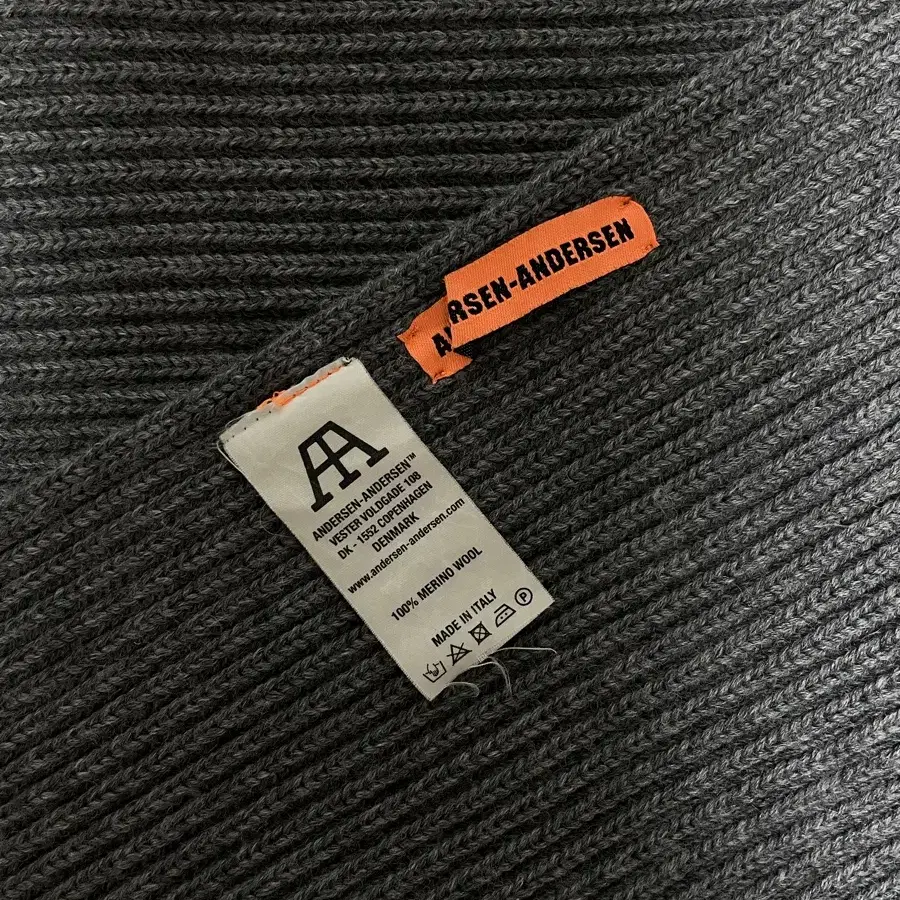 RSEN-ANDERSEN
A
ANDERSEN-ANDERSEN™
VESTER VOLDGADE 108
DK - 1552 COPENHAGEN
DENMARK
www.andersen-andersen.com
100% MERINO WOOL
MADE IN ITALY
P